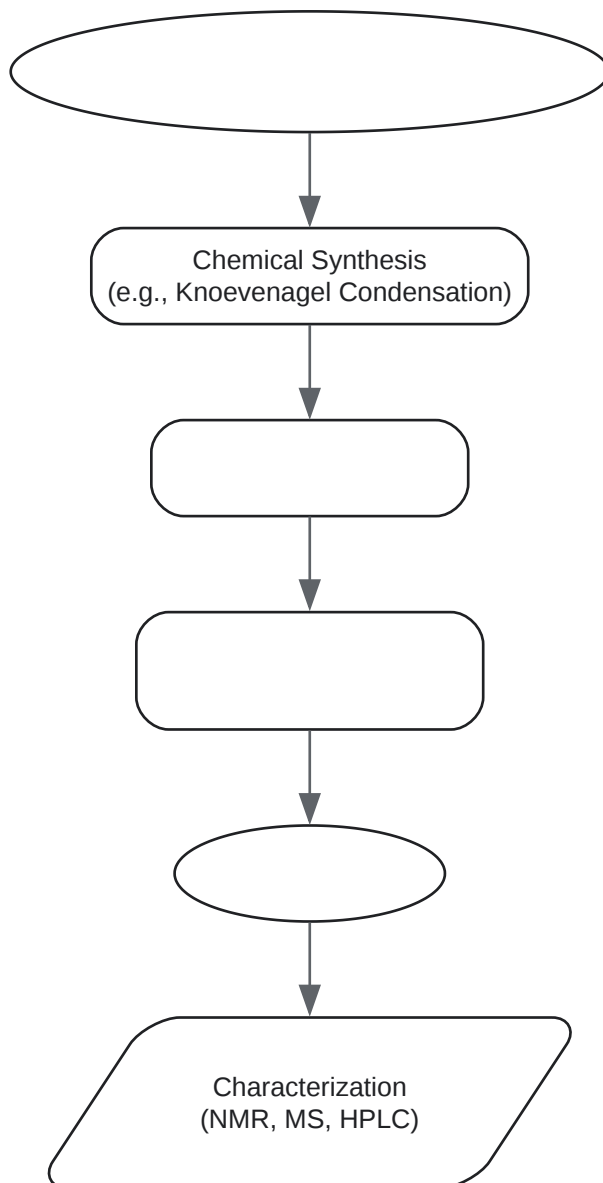 Chemical Synthesis
(e.g., Knoevenagel Condensation)
Characterization
(NMR, MS, HPLC)